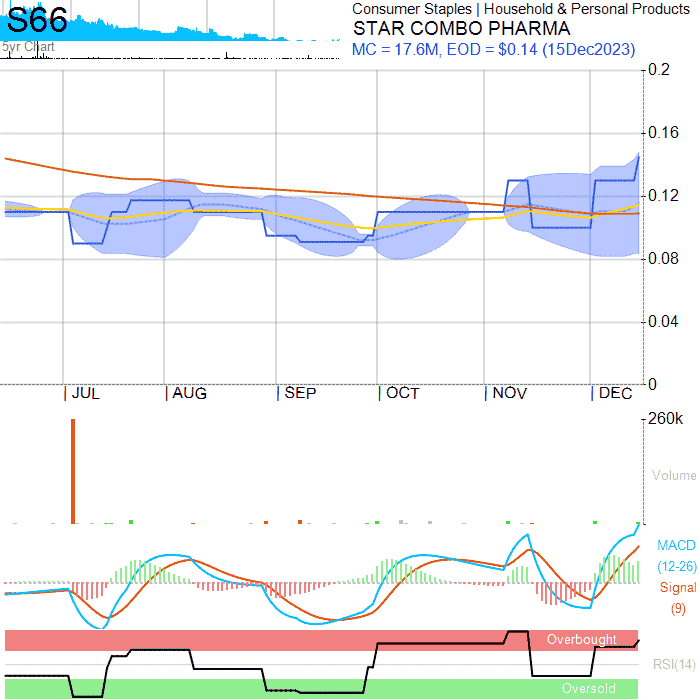 S66
5yr Chart
Consumer Staples | Household & Personal Products
STAR COMBO PHARMA
MC = 17.6M, EOD = $0.14 (15Dec2023)
0.2
0.16
0.12
0.08
0.04
0
JUL AUG SEP OCT NOV DEC
260k
Volume
MACD
(12-26)
Signal
(9)
Overbought
RSI(14)
Oversold